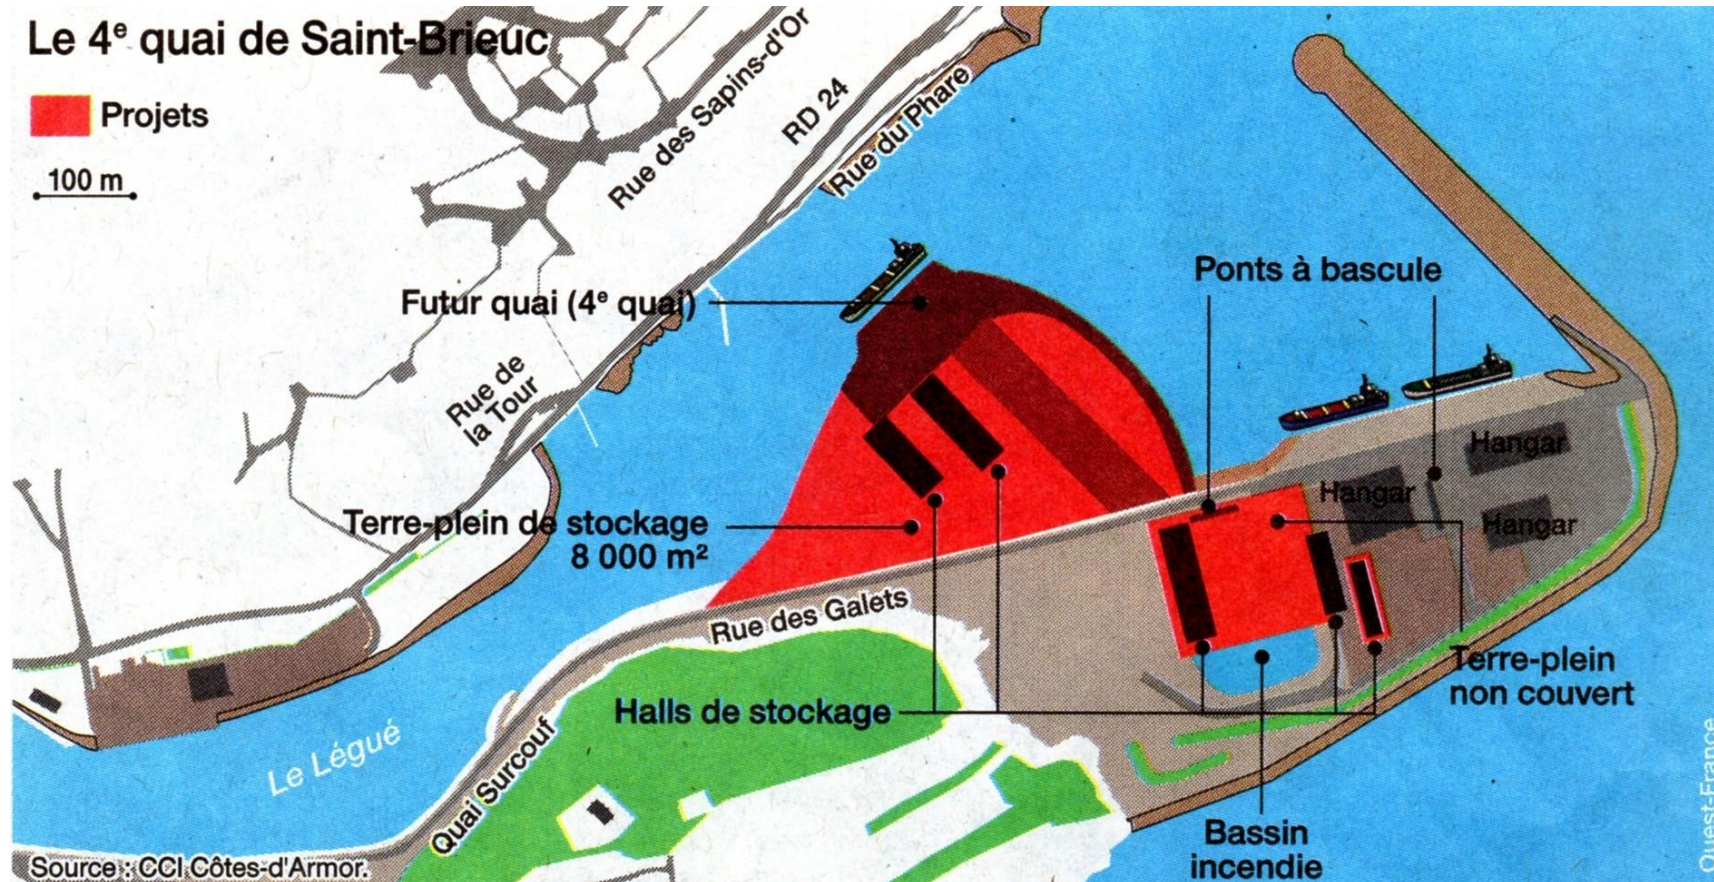 Le 4e quai de Saint-Brieuc
Projets
100 m
Rue des Sapins-d'Or
RD 24
Rue du Phare
Ponts à bascule
Futur quai (4e quai)
Rue de
la Tour
Hangar
Hangar
Hangar
Terre-plein de stockage
8 000 m²
Rue des Galets
Terre-plein
non couvert
Halls de stockage
Le Légué
Quai Surcouf
Bassin
incendie
Source : CCI Côtes-d'Armor.
Ouest-France